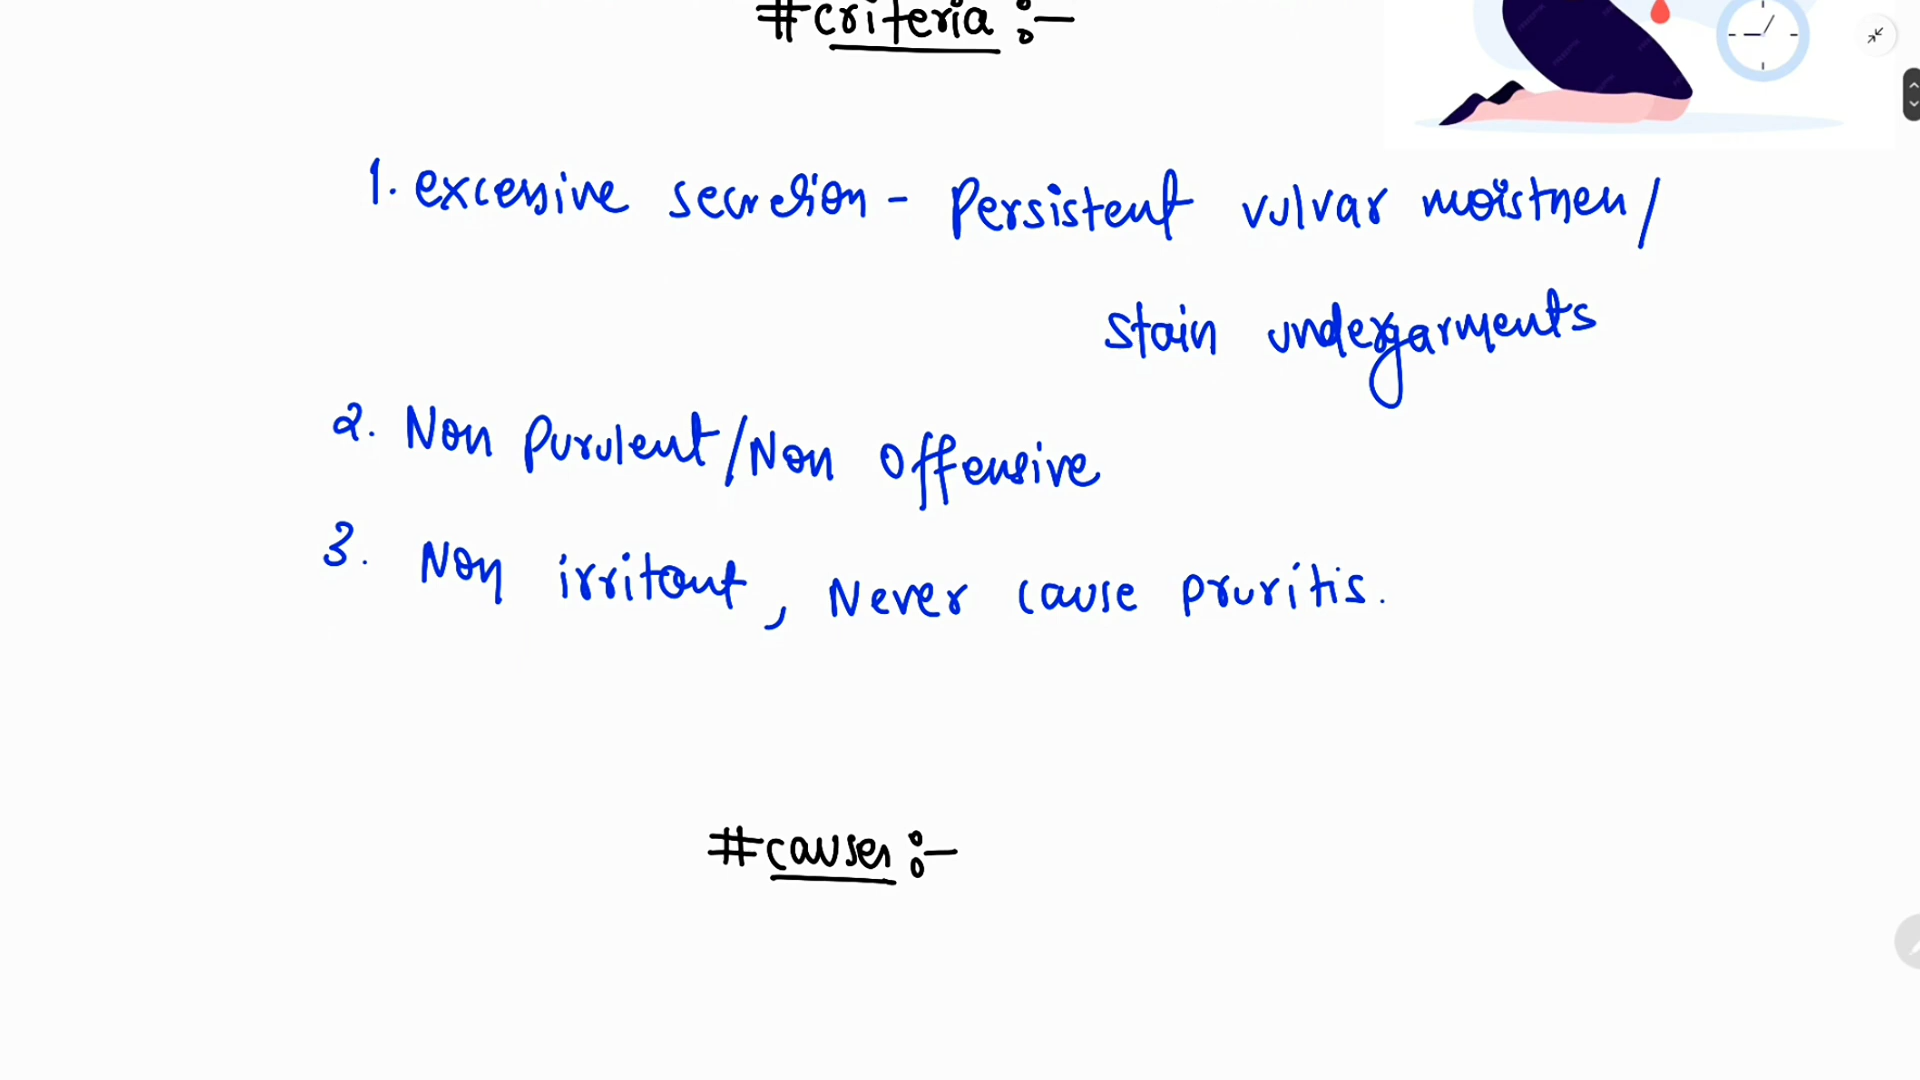 #criteria :-
1. excessive secretion - Persistent vulvar moistness/
stain undergarments
2. Non purulent/Non offensive
3. Non irritant, Never cause pruritis.
#causes :-